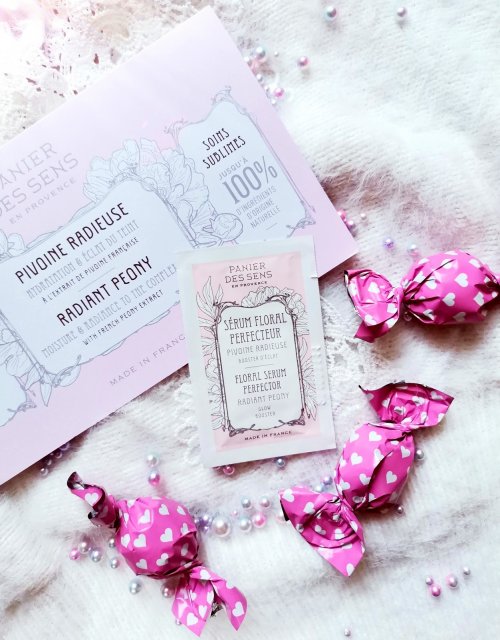 PANIER
DES SENS
EN PROVENCE
PIVOINE RADIEUSE
HYDRATATION & ÉCLAT DU TEINT
À L'EXTRAIT DE PIVOINE FRANÇAISE
RADIANT PEONY
MOISTURE & RADIANCE TO THE COMPLEX
WITH FRENCH PEONY EXTRACT
MADE IN FRANC
SOINS
SUBLIMES
JUSQU'À
100%
D'INGRÉDIENTS
D'ORIGINE
NATURELLE
PANIER
DES SENS
EN PROVENCE
SÉRUM FLORAL
PERFECTEUR
PIVOINE RADIEUSE
BOOSTER D'ÉCLAT
FLORAL SERUM
PERFECTOR
RADIANT PEONY
GLOW
BOOSTER
MADE IN FRANCE